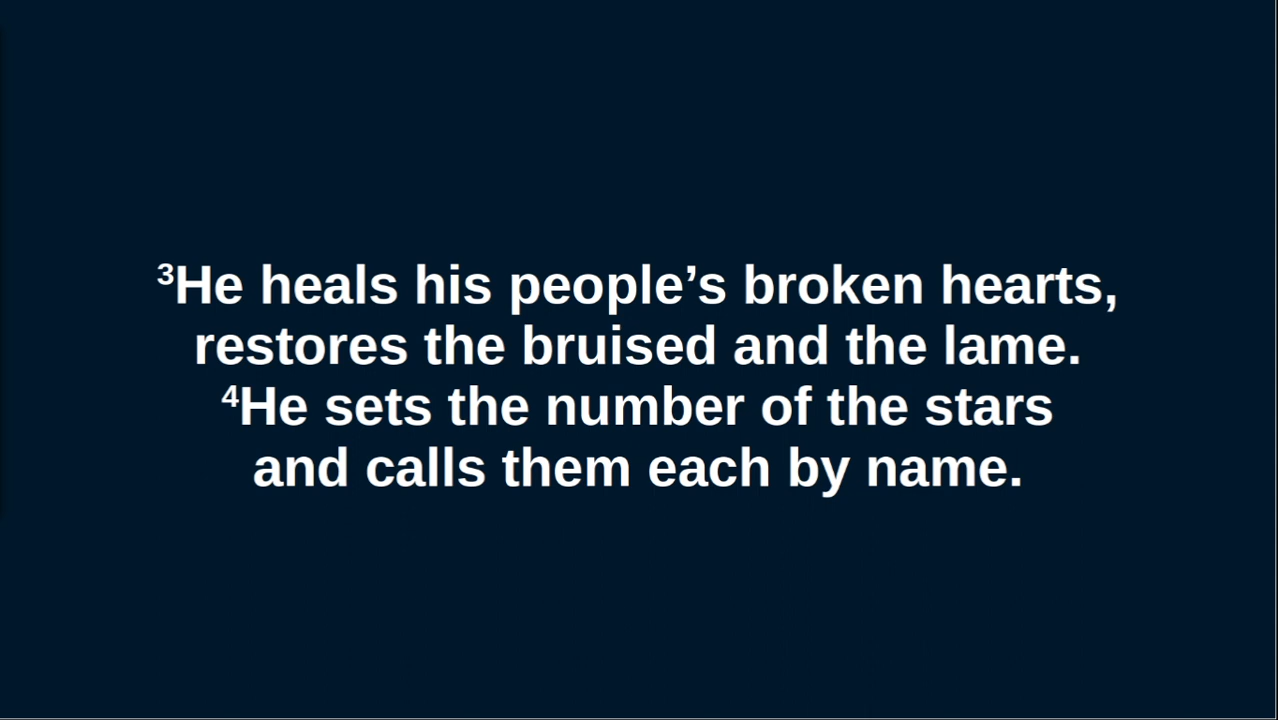 ³He heals his people’s broken hearts,
restores the bruised and the lame.
⁴He sets the number of the stars
and calls them each by name.